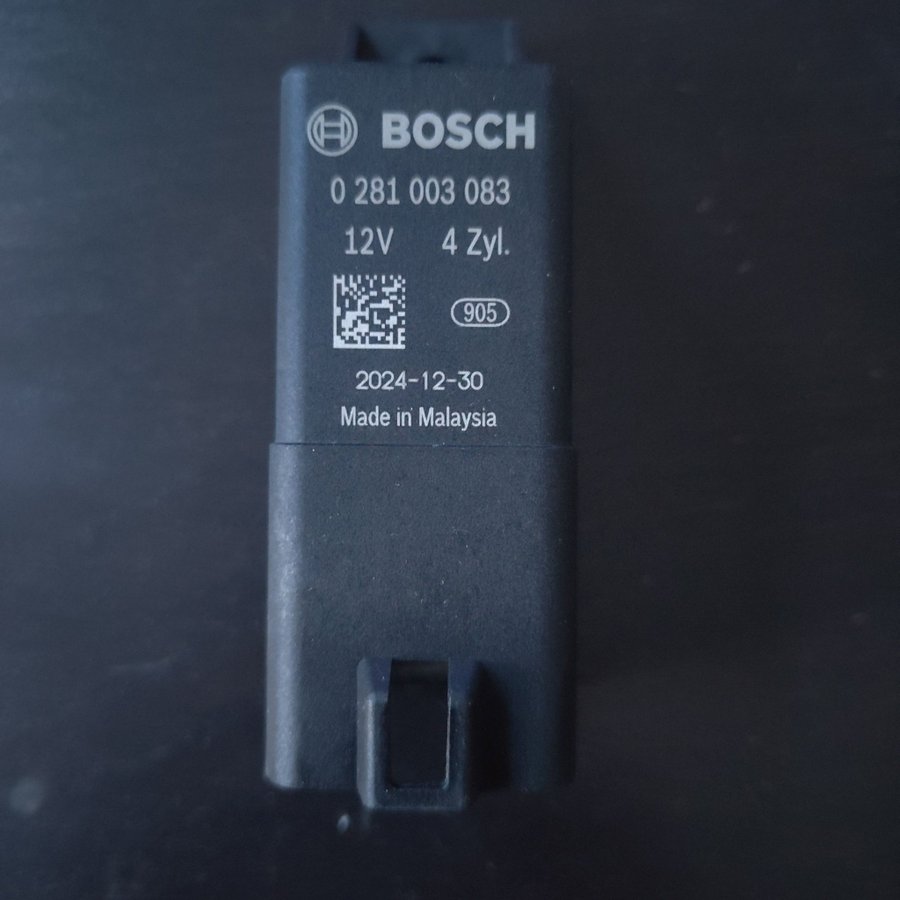 BOSCH
0 281 003 083
12V 4 Zyl.
905
2024-12-30
Made in Malaysia